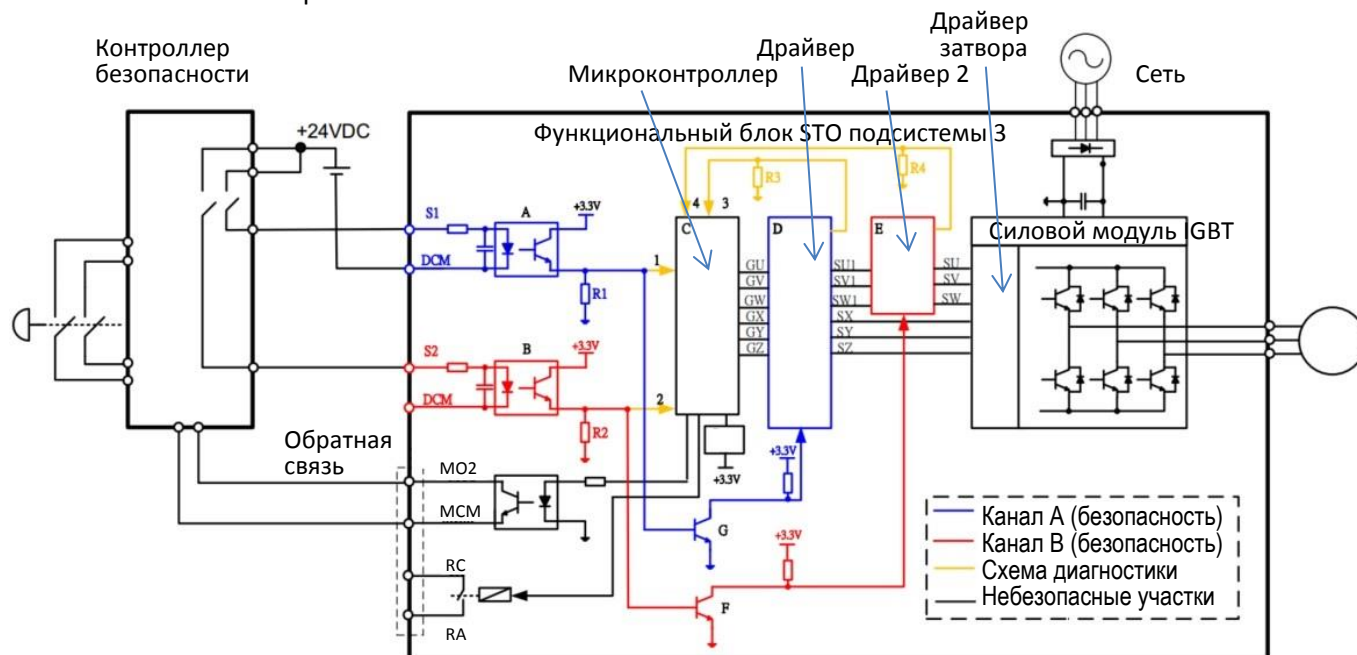 Контроллер
безопасности
Микроконтроллер
Драйвер
Драйвер 2
Драйвер
затвора
Сеть
+24VDC
Функциональный блок STO подсистемы 3
R3
R4
S1
A
+3.3V
4
3
C
D
E
Силовой модуль IGBT
DCM
1
R1
GU
GV
GW
GX
GY
GZ
SU1
SV1
SW1
SX
SY
SZ
SU
SV
SW
S2
B
+3.3V
DCM
2
R2
Обратная
связь
MO2
MCM
+3.3V
+3.3V
G
+3.3V
F
RC
RA
Канал А (безопасность)
Канал В (безопасность)
Схема диагностики
Небезопасные участки